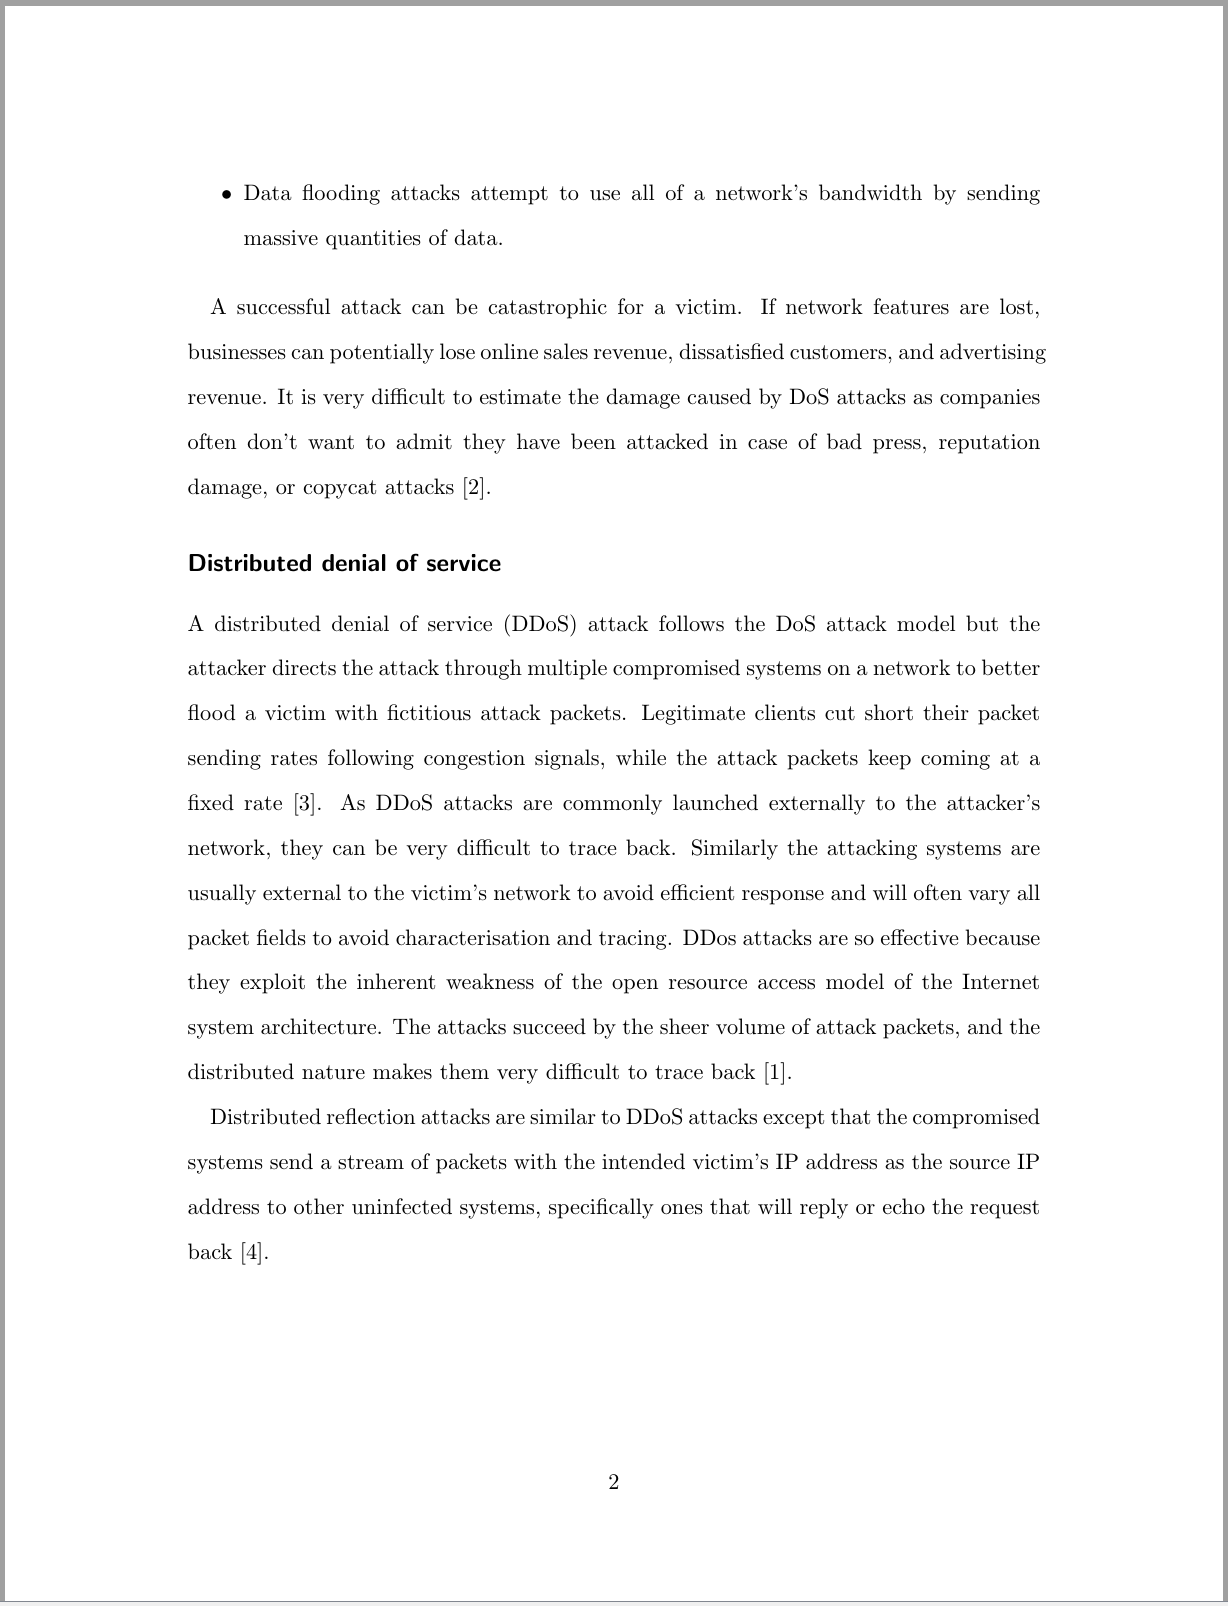 • Data flooding attacks attempt to use all of a network's bandwidth by sending
massive quantities of data.
A successful attack can be catastrophic for a victim. If network features are lost,
businesses can potentially lose online sales revenue, dissatisfied customers, and advertising
revenue. It is very difficult to estimate the damage caused by DoS attacks as companies
often don't want to admit they have been attacked in case of bad press, reputation
damage, or copycat attacks [2].
Distributed denial of service
A distributed denial of service (DDoS) attack follows the DoS attack model but the
attacker directs the attack through multiple compromised systems on a network to better
flood a victim with fictitious attack packets. Legitimate clients cut short their packet
sending rates following congestion signals, while the attack packets keep coming at a
fixed rate [3]. As DDoS attacks are commonly launched externally to the attacker's
network, they can be very difficult to trace back. Similarly the attacking systems are
usually external to the victim's network to avoid efficient response and will often vary all
packet fields to avoid characterisation and tracing. DDos attacks are so effective because
they exploit the inherent weakness of the open resource access model of the Internet
system architecture. The attacks succeed by the sheer volume of attack packets, and the
distributed nature makes them very difficult to trace back [1].
Distributed reflection attacks are similar to DDoS attacks except that the compromised
systems send a stream of packets with the intended victim's IP address as the source IP
address to other uninfected systems, specifically ones that will reply or echo the request
back [4].
2